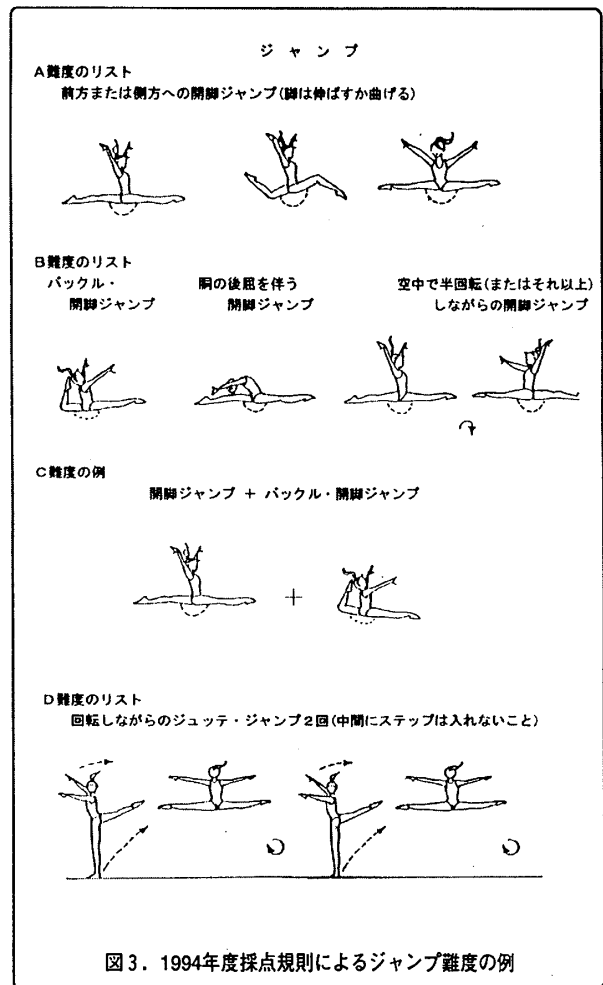 ジャンプ
A難度のリスト
前方または側方への開脚ジャンプ(脚は伸ばすか曲げる)
B難度のリスト
バックル・
開脚ジャンプ
胴の後屈を伴う
開脚ジャンプ
空中で半回転(またはそれ以上)
しながらの開脚ジャンプ
C難度の例
開脚ジャンプ + バックル・開脚ジャンプ
+
D難度のリスト
回転しながらのジュッテ・ジャンプ2回(中間にステップは入れないこと)
図3. 1994年度採点規則によるジャンプ難度の例